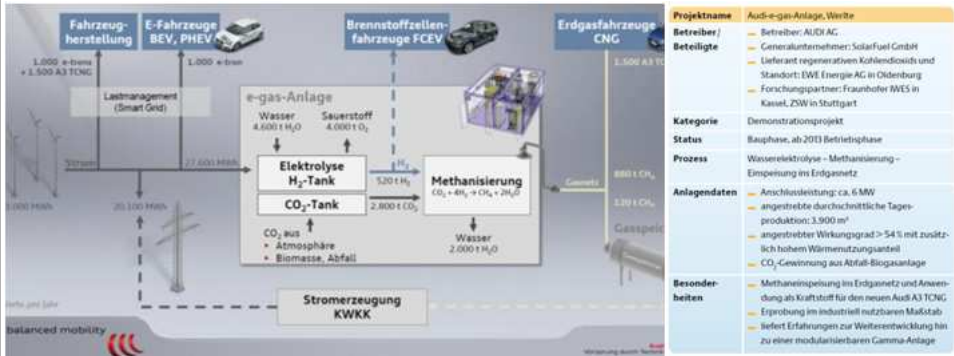 Fahrzeug-
herstellung
E-Fahrzeuge
BEV, PHEV
Brennstoffzellen-
fahrzeuge FCEV
Erdgasfahrzeuge
CNG
1.000 e-trons
+ 1.500 A3 TCNG
1.000 e-tron
1.500 A3 TC
Lastmanagement
(Smart Grid)
e-gas-Anlage
Wasser
4.600 t H₂O
Sauerstoff
4.000 t O₂
Strom
27.600 MWh
Elektrolyse
H₂-Tank
H₂
520 t H₂
CO₂-Tank
2.800 t CO₂
Methanisierung
CO₂ + 4H₂ → CH₄ + 2H₂O
Gasnetz
880 t CH₄
120 t CH₄
Gasspeic
20.100 MWh
CO₂ aus
• Atmosphäre
• Biomasse, Abfall
Wasser
2.000 t H₂O
Stromerzeugung
KWKK
pro Jahr
balanced mobility
Vorsprung durch Techn
Projektname Audi-e-gas-Anlage, Werlte
Betreiber/ – Betreiber: AUDI AG
Beteiligte – Generalunternehmer: SolarFuel GmbH
– Lieferant regenerativen Kohlendioxids und
Standort: EWE Energie AG in Oldenburg
– Forschungspartner: Fraunhofer IWES in
Kassel, ZSW in Stuttgart
Kategorie Demonstrationsprojekt
Status Bauphase, ab 2013 Betriebsphase
Prozess Wasserelektrolyse – Methanisierung –
Einspeisung ins Erdgasnetz
Anlagendaten – Anschlussleistung: ca. 6 MW
– angestrebte durchschnittliche Tages-
produktion: 3.900 m³
– angestrebter Wirkungsgrad > 54 % mit zusätz-
lich hohem Wärmenutzungsanteil
– CO₂-Gewinnung aus Abfall-Biogasanlage
Besonder- – Methaneinspeisung ins Erdgasnetz und Anwen-
heiten dung als Kraftstoff für den neuen Audi A3 TCNG
– Erprobung im industriell nutzbaren Maßstab
– liefert Erfahrungen zur Weiterentwicklung hin
zu einer modularisierbaren Gamma-Anlage